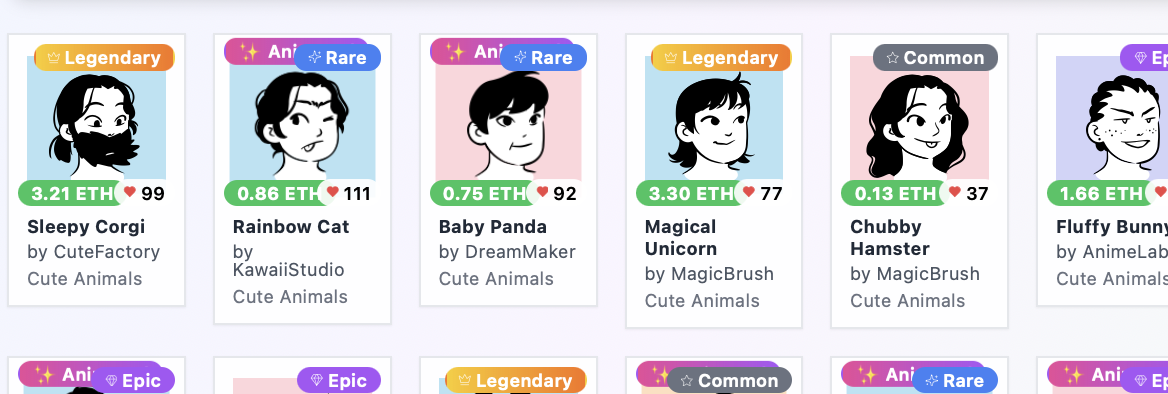 Legendary
Ani
Rare
Ani
Rare
Legendary
Common
Ep
3.21 ETH
99
0.86 ETH
111
0.75 ETH
92
3.30 ETH
77
0.13 ETH
37
1.66 ETH
Sleepy Corgi
by CuteFactory
Cute Animals
Rainbow Cat
by
KawaiiStudio
Cute Animals
Baby Panda
by DreamMaker
Cute Animals
Magical
Unicorn
by MagicBrush
Cute Animals
Chubby
Hamster
by MagicBrush
Cute Animals
Fluffy Bunny
by AnimeLab
Cute Animals
Ani
Epic
Epic
Legendary
Common
Ani
Rare
Ani
Ep